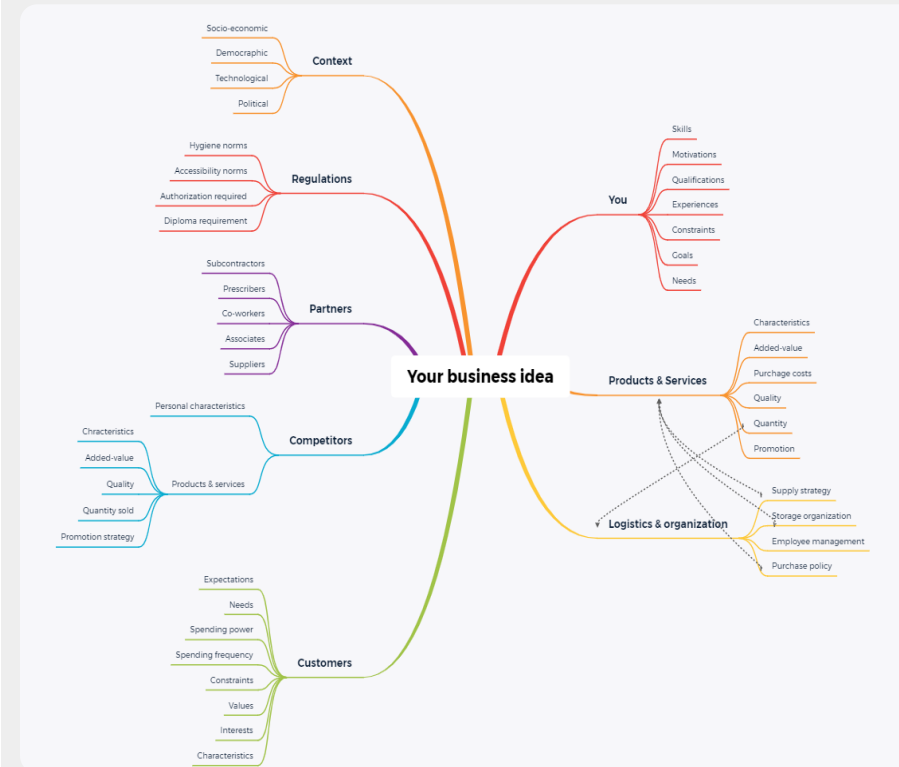 Your business idea
Context
Socio-economic
Democraphic
Technological
Political
Regulations
Hygiene norms
Accessibility norms
Authorization required
Diploma requirement
Partners
Subcontractors
Prescribers
Co-workers
Associates
Suppliers
Competitors
Personal characteristics
Products & services
Chracteristics
Added-value
Quality
Quantity sold
Promotion strategy
Customers
Expectations
Needs
Spending power
Spending frequency
Constraints
Values
Interests
Characteristics
You
Skills
Motivations
Qualifications
Experiences
Constraints
Goals
Needs
Products & Services
Characteristics
Added-value
Purchage costs
Quality
Quantity
Promotion
Logistics & organization
Supply strategy
Storage organization
Employee management
Purchase policy